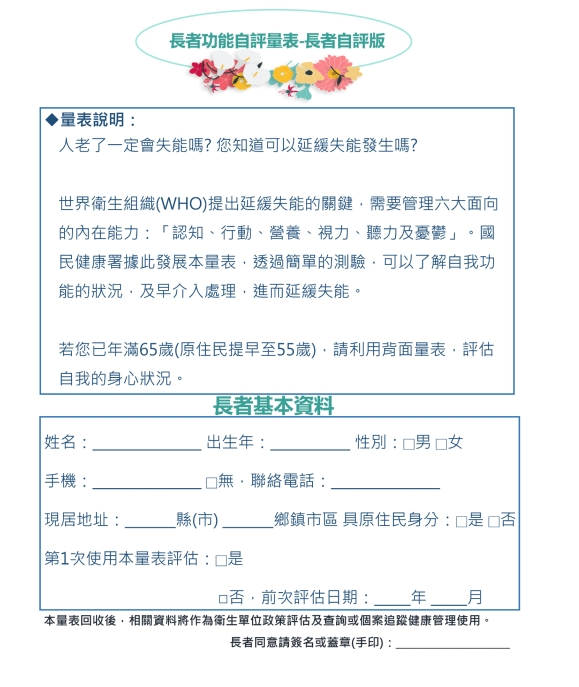 長者功能自評量表-長者自評版
◆量表說明：
人老了一定會失能嗎? 您知道可以延緩失能發生嗎?
世界衛生組織(WHO)提出延緩失能的關鍵，需要管理六大面向
的內在能力：「認知、行動、營養、視力、聽力及憂鬱」。國
民健康署據此發展本量表，透過簡單的測驗，可以了解自我功
能的狀況，及早介入處理，進而延緩失能。
若您已年滿65歲(原住民提早至55歲)，請利用背面量表，評估
自我的身心狀況。
長者基本資料
姓名：_____________ 出生年：__________ 性別：□男 □女
手機：_____________ □無，聯絡電話：_____________
現居地址：______縣(市) ______鄉鎮市區 具原住民身分：□是 □否
第1次使用本量表評估：□是
□否，前次評估日期：____年 ____月
本量表回收後，相關資料將作為衛生單位政策評估及查詢或個案追蹤健康管理使用。
長者同意請簽名或蓋章(手印)：________________